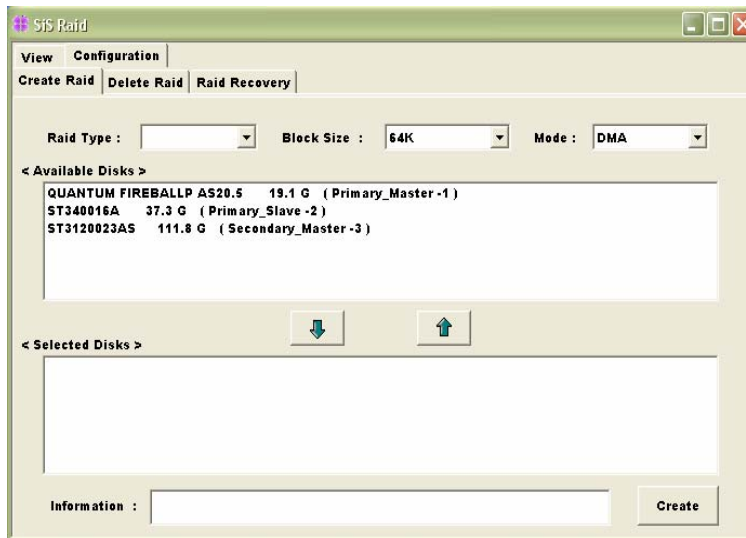 SiS Raid
View Configuration
Create Raid Delete Raid Raid Recovery
Raid Type : Block Size : 64K Mode : DMA
< Available Disks >
QUANTUM FIREBALLP AS20.5 19.1 G ( Primary_Master -1 )
ST340016A 37.3 G ( Primary_Slave -2 )
ST3120023AS 111.8 G ( Secondary_Master -3 )
< Selected Disks >
Information : Create